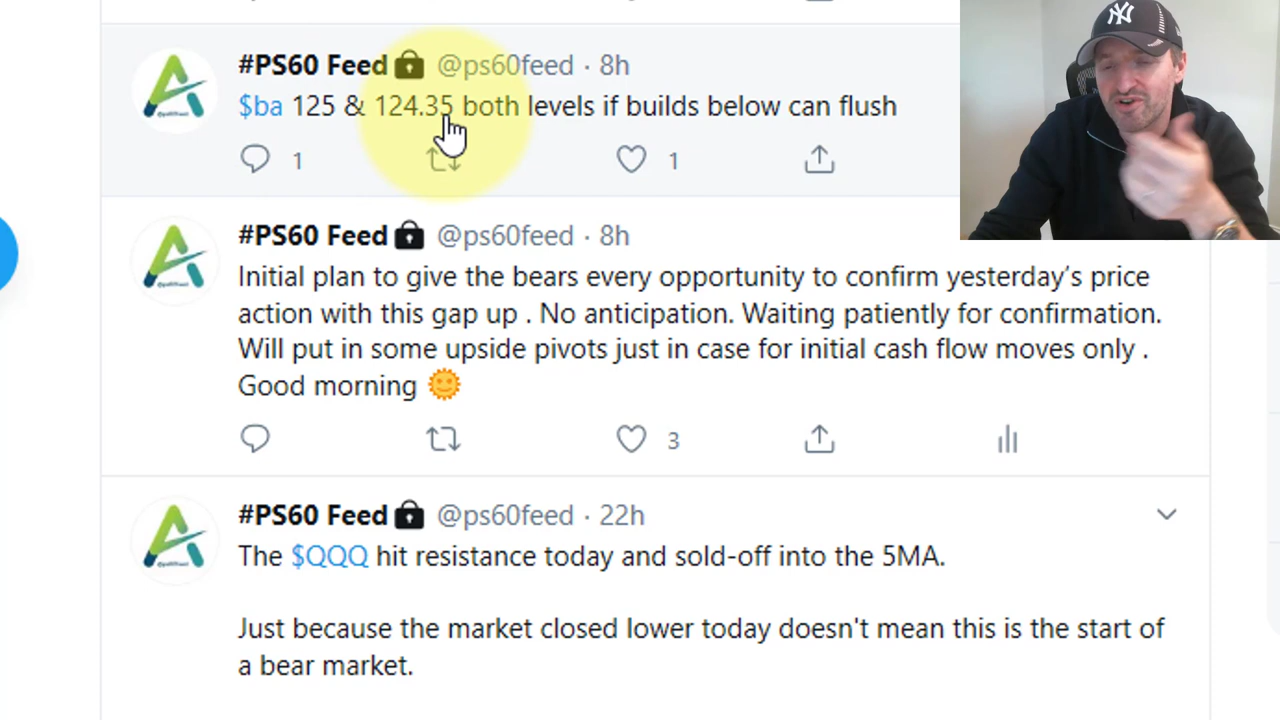 #PS60 Feed @ps60feed · 8h
$ba 125 & 124.35 both levels if builds below can flush
1 1
#PS60 Feed @ps60feed · 8h
Initial plan to give the bears every opportunity to confirm yesterday's price
action with this gap up . No anticipation. Waiting patiently for confirmation.
Will put in some upside pivots just in case for initial cash flow moves only .
Good morning 🌞
3
#PS60 Feed @ps60feed · 22h
The $QQQ hit resistance today and sold-off into the 5MA.
Just because the market closed lower today doesn't mean this is the start of
a bear market.